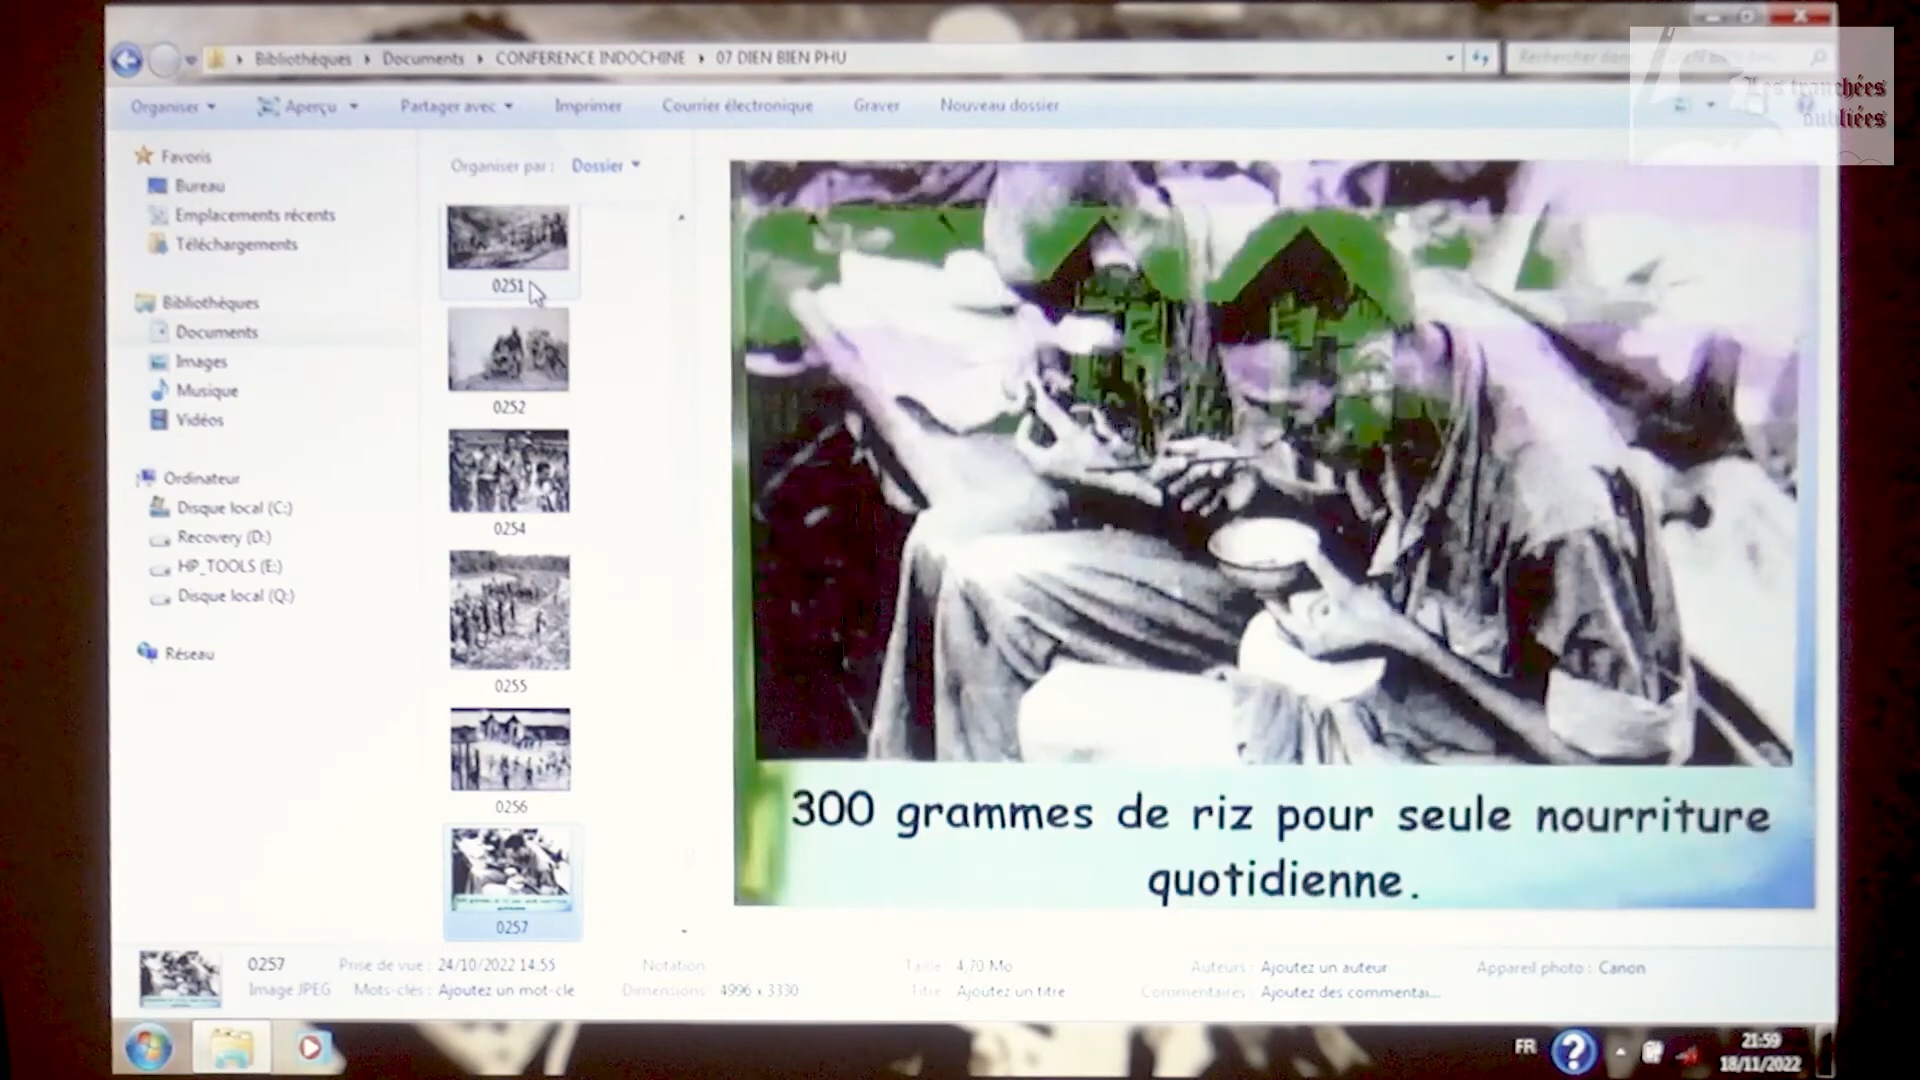 Bibliothèques
Documents
CONFERENCE INDOCHINE
07 DIEN BIEN PHU
Les tranchées
oubliées
Organiser
Aperçu
Partager avec
Imprimer
Courrier électronique
Graver
Nouveau dossier
Favoris
Bureau
Emplacements récents
Téléchargements
Bibliothèques
Documents
Images
Musique
Vidéos
Ordinateur
Disque local (C:)
Recovery (D:)
HP_TOOLS (E:)
Disque local (Q:)
Réseau
Organiser par : Dossier
0251
0252
0254
0255
0256
0257
300 grammes de riz pour seule nourriture
quotidienne.
0257
Prise de vue : 24/10/2022 14:55
Notation
Taille : 4,70 Mo
Auteurs : Ajoutez un auteur
Appareil photo : Canon
Image JPEG
Mots-clés : Ajoutez un mot-clé
Dimensions : 4996 x 3330
Titre : Ajoutez un titre
Commentaires : Ajoutez des commentai...
FR
21:59
18/11/2022